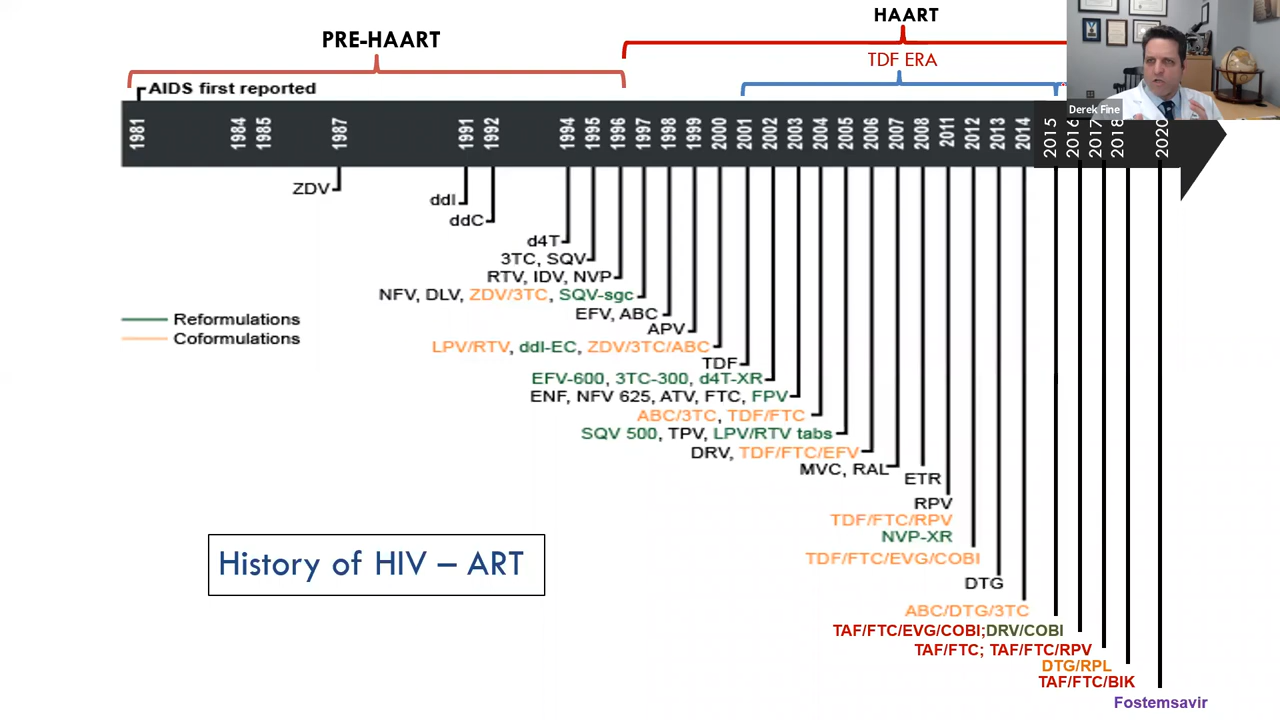 HAART
PRE-HAART
TDF ERA
AIDS first reported
Derek Fine
1981 1984 1985 1987 1991 1992 1994 1995 1996 1997 1998 1999 2000 2001 2002 2003 2004 2005 2006 2007 2008 2011 2012 2013 2014 2015 2016 2017 2018 2020
ZDV
ddI
ddC
d4T
3TC, SQV
RTV, IDV, NVP
NFV, DLV, ZDV/3TC, SQV-sgc
EFV, ABC
Reformulations
APV
Coformulations
LPV/RTV, ddI-EC, ZDV/3TC/ABC
TDF
EFV-600, 3TC-300, d4T-XR
ENF, NFV 625, ATV, FTC, FPV
ABC/3TC, TDF/FTC
SQV 500, TPV, LPV/RTV tabs
DRV, TDF/FTC/EFV
MVC, RAL
ETR
RPV
TDF/FTC/RPV
NVP-XR
History of HIV – ART
TDF/FTC/EVG/COBI
DTG
ABC/DTG/3TC
TAF/FTC/EVG/COBI;DRV/COBI
TAF/FTC; TAF/FTC/RPV
DTG/RPL
TAF/FTC/BIK
Fostemsavir